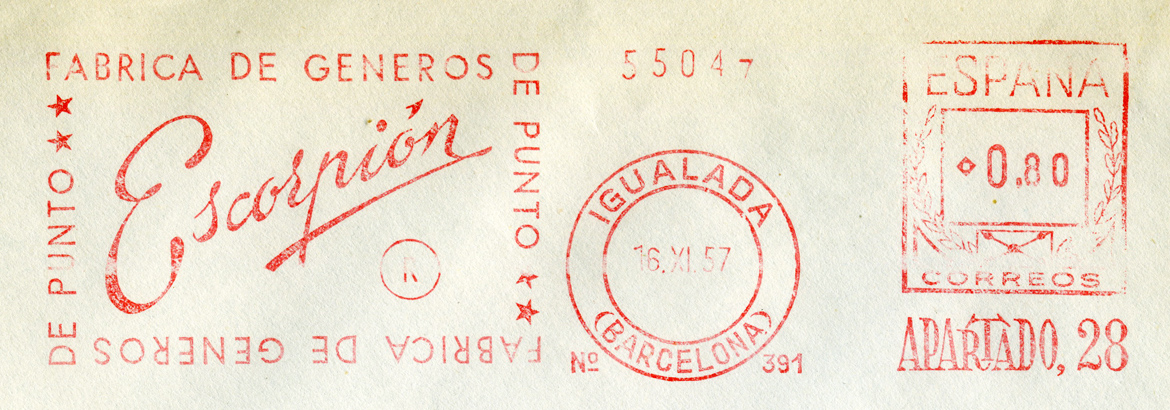 FABRICA DE GENEROS
DE PUNTO ★★
FABRICA DE GENEROS
DE PUNTO ★★
Escorpión
R
55047
IGUALADA
16.XI.57
(BARCELONA)
Nº 391
ESPAÑA
0.80
CORREOS
APARTADO, 28